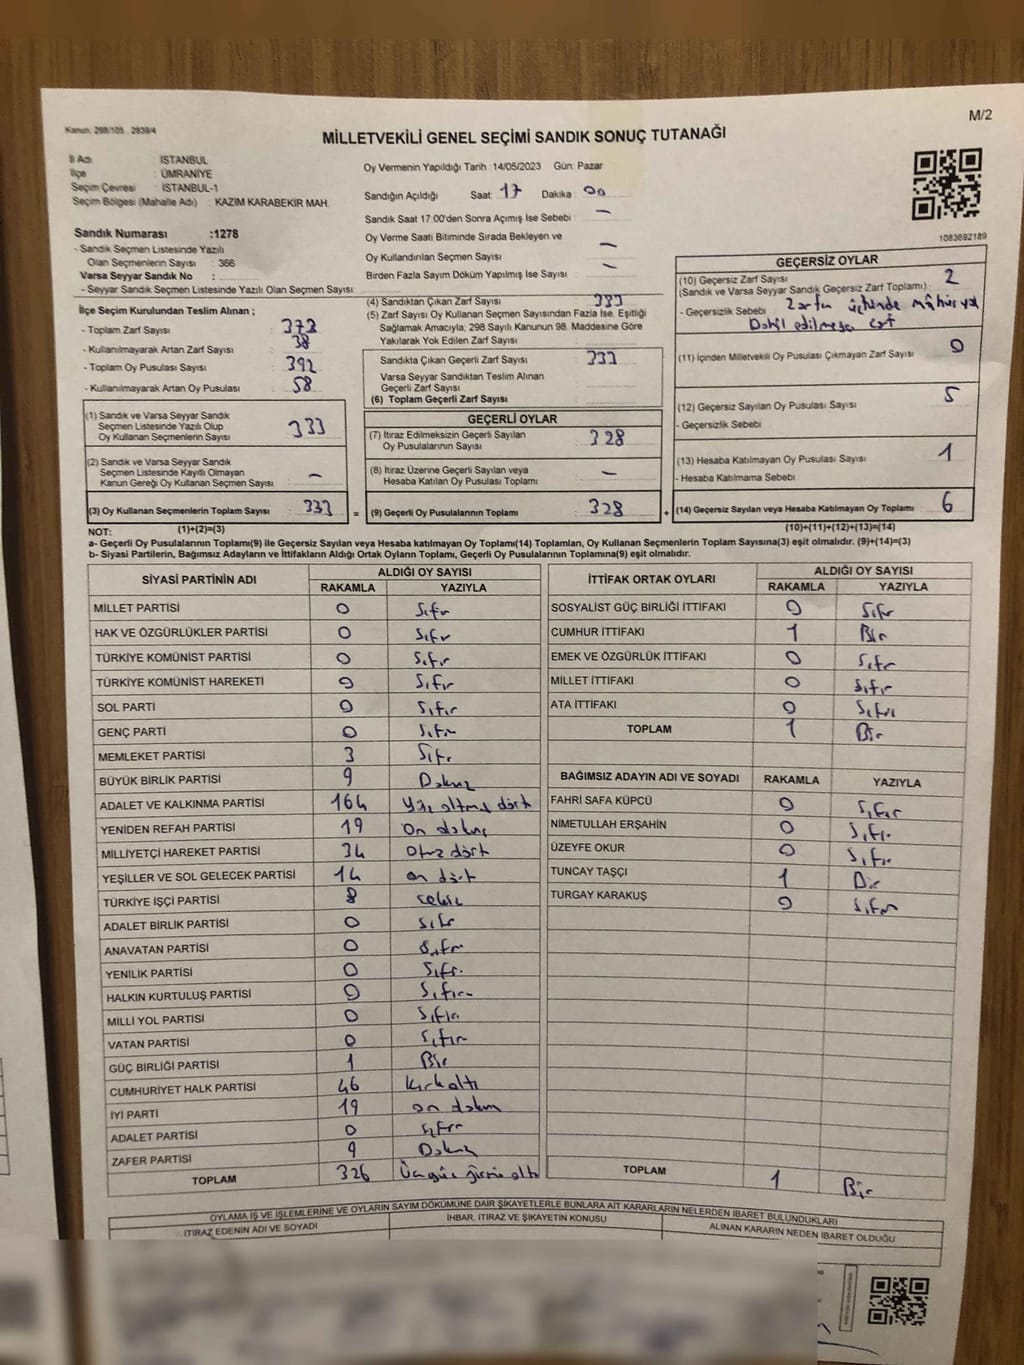 M/2
Kanun, 298/105 . 2839/4
MİLLETVEKİLİ GENEL SEÇİMİ SANDIK SONUÇ TUTANAĞI
İl Adı : İSTANBUL
İlçe : ÜMRANİYE
Seçim Çevresi : İSTANBUL-1
Seçim Bölgesi (Mahalle Adı) : KAZIM KARABEKİR MAH.
Sandık Numarası :1278
- Sandık Seçmen Listesinde Yazılı
Olan Seçmenlerin Sayısı : 366
Varsa Seyyar Sandık No :
- Seyyar Sandık Seçmen Listesinde Yazılı Olan Seçmen Sayısı
İlçe Seçim Kurulundan Teslim Alınan ;
- Toplam Zarf Sayısı : 372
- Kullanılmayarak Artan Zarf Sayısı : 38
- Toplam Oy Pusulası Sayısı : 392
- Kullanılmayarak Artan Oy Pusulası : 58
(1) Sandık ve Varsa Seyyar Sandık
Seçmen Listesinde Yazılı Olup
Oy Kullanan Seçmenlerin Sayısı : 333
(2) Sandık ve Varsa Seyyar Sandık
Seçmen Listesinde Kayıtlı Olmayan
Kanun Gereği Oy Kullanan Seçmen Sayısı : –
(3) Oy Kullanan Seçmenlerin Toplam Sayısı : 333
(1)+(2)=(3)
Oy Vermenin Yapıldığı Tarih :14/05/2023 Gün: Pazar
Sandığın Açıldığı Saat 17 Dakika 00
Sandık Saat 17:00'den Sonra Açımış İse Sebebi : –
Oy Verme Saati Bitiminde Sırada Bekleyen ve
Oy Kullandırılan Seçmen Sayısı : –
Birden Fazla Sayım Döküm Yapılmış İse Sayısı : –
(4) Sandıktan Çıkan Zarf Sayısı : 333
(5) Zarf Sayısı Oy Kullanan Seçmen Sayısından Fazla İse, Eşitliği
Sağlamak Amacıyla; 298 Sayılı Kanunun 98. Maddesine Göre
Yakılarak Yok Edilen Zarf Sayısı :
Sandıkta Çıkan Geçerli Zarf Sayısı : 333
Varsa Seyyar Sandıktan Teslim Alınan
Geçerli Zarf Sayısı
(6) Toplam Geçerli Zarf Sayısı :
GEÇERLİ OYLAR
(7) İtiraz Edilmeksizin Geçerli Sayılan
Oy Pusulalarının Sayısı : 328
(8) İtiraz Üzerine Geçerli Sayılan veya
Hesaba Katılan Oy Pusulası Toplamı : –
= (9) Geçerli Oy Pusulalarının Toplamı : 328 +
1083692189
GEÇERSİZ OYLAR
(10) Geçersiz Zarf Sayısı : 2
(Sandık ve Varsa Seyyar Sandık Geçersiz Zarf Toplamı)
- Geçersizlik Sebebi Zarfın üzerinde mühür yok
(11) İçinden Milletvekili Oy Pusulası Çıkmayan Zarf Sayısı : 0
(12) Geçersiz Sayılan Oy Pusulası Sayısı : 5
- Geçersizlik Sebebi
(13) Hesaba Katılmayan Oy Pusulası Sayısı : 1
- Hesaba Katılmama Sebebi
(14) Geçersiz Sayılan veya Hesaba Katılmayan Oy Toplamı : 6
(10)+(11)+(12)+(13)=(14)
NOT:
a- Geçerli Oy Pusulalarının Toplamı(9) ile Geçersiz Sayılan veya Hesaba katılmayan Oy Toplamı(14) Toplamları, Oy Kullanan Seçmenlerin Toplam Sayısına(3) eşit olmalıdır. (9)+(14)=(3)
b- Siyasi Partilerin, Bağımsız Adayların ve İttifakların Aldığı Ortak Oyların Toplamı, Geçerli Oy Pusulalarının Toplamına(9) eşit olmalıdır.
SİYASİ PARTİNİN ADI ALDIĞI OY SAYISI
RAKAMLA YAZIYLA
MİLLET PARTİSİ 0 Sıfır
HAK VE ÖZGÜRLÜKLER PARTİSİ 0 Sıfır
TÜRKİYE KOMÜNİST PARTİSİ 0 Sıfır
TÜRKİYE KOMÜNİST HAREKETİ 0 Sıfır
SOL PARTİ 0 Sıfır
GENÇ PARTİ 0 Sıfır
MEMLEKET PARTİSİ 3 Sıfır
BÜYÜK BİRLİK PARTİSİ 9 Dokuz
ADALET VE KALKINMA PARTİSİ 164 Yüz altmış dört
YENİDEN REFAH PARTİSİ 19 On dokuz
MİLLİYETÇİ HAREKET PARTİSİ 34 Otuz dört
YEŞİLLER VE SOL GELECEK PARTİSİ 14 on dört
TÜRKİYE İŞÇİ PARTİSİ 8 sekiz
ADALET BİRLİK PARTİSİ 0 Sıfır
ANAVATAN PARTİSİ 0 Sıfır
YENİLİK PARTİSİ 0 Sıfır
HALKIN KURTULUŞ PARTİSİ 0 Sıfır
MİLLİ YOL PARTİSİ 0 Sıfır
VATAN PARTİSİ 0 Sıfır
GÜÇ BİRLİĞİ PARTİSİ 1 Bir
CUMHURİYET HALK PARTİSİ 46 Kırk altı
İYİ PARTİ 19 on dokuz
ADALET PARTİSİ 0 Sıfır
ZAFER PARTİSİ 9 Dokuz
TOPLAM 326 Üçyüz yirmi altı
İTTİFAK ORTAK OYLARI ALDIĞI OY SAYISI
RAKAMLA YAZIYLA
SOSYALİST GÜÇ BİRLİĞİ İTTİFAKI 0 Sıfır
CUMHUR İTTİFAKI 1 Bir
EMEK VE ÖZGÜRLÜK İTTİFAKI 0 Sıfır
MİLLET İTTİFAKI 0 Sıfır
ATA İTTİFAKI 0 Sıfır
TOPLAM 1 Bir
BAĞIMSIZ ADAYIN ADI VE SOYADI RAKAMLA YAZIYLA
FAHRİ SAFA KÜPCÜ 0 Sıfır
NİMETULLAH ERŞAHİN 0 Sıfır
ÜZEYFE OKUR 0 Sıfır
TUNCAY TAŞÇI 1 Bir
TURGAY KARAKUŞ 0 Sıfır
TOPLAM 1 Bir
OYLAMA İŞ VE İŞLEMLERİNE VE OYLARIN SAYIM DÖKÜMÜNE DAİR ŞİKAYETLERLE BUNLARA AİT KARARLARIN NELERDEN İBARET BULUNDUKLARI
İTİRAZ EDENİN ADI VE SOYADI İHBAR, İTİRAZ VE ŞİKAYETİN KONUSU ALINAN KARARIN NEDEN İBARET OLDUĞU